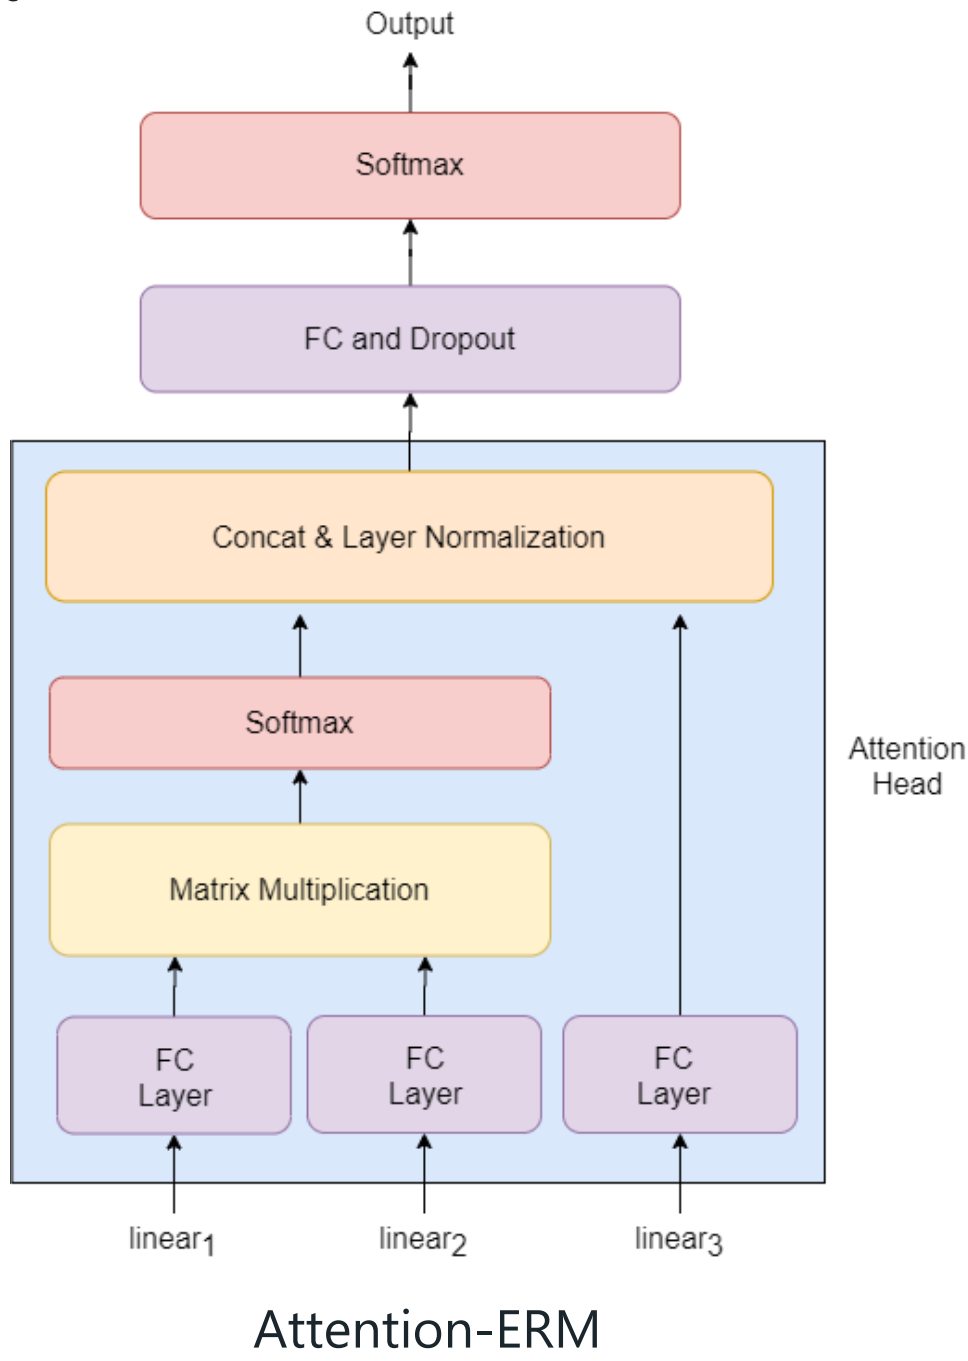 Output
Softmax
FC and Dropout
Concat & Layer Normalization
Softmax
Attention
Head
Matrix Multiplication
FC
Layer
FC
Layer
FC
Layer
linear1
linear2
linear3
Attention-ERM